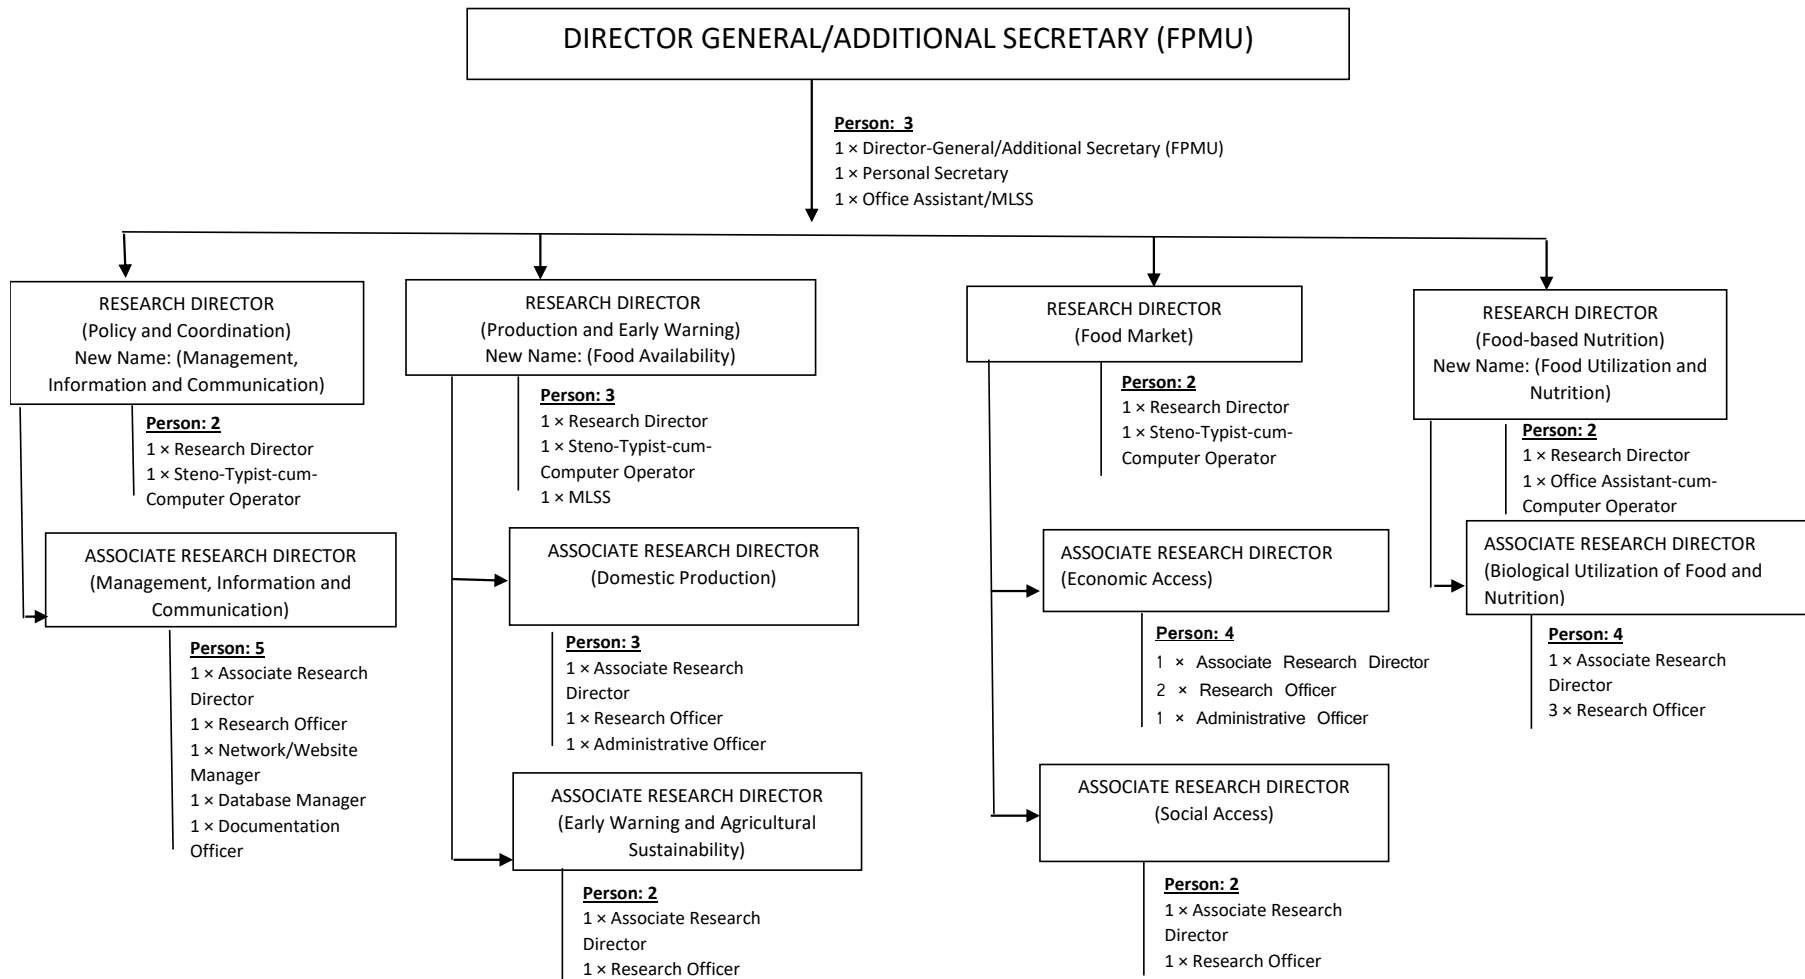 DIRECTOR GENERAL/ADDITIONAL SECRETARY (FPMU)
Person: 3
1 × Director-General/Additional Secretary (FPMU)
1 × Personal Secretary
1 × Office Assistant/MLSS
RESEARCH DIRECTOR
(Policy and Coordination)
New Name: (Management,
Information and Communication)
Person: 2
1 × Research Director
1 × Steno-Typist-cum-
Computer Operator
ASSOCIATE RESEARCH DIRECTOR
(Management, Information and
Communication)
Person: 5
1 × Associate Research
Director
1 × Research Officer
1 × Network/Website
Manager
1 × Database Manager
1 × Documentation
Officer
RESEARCH DIRECTOR
(Production and Early Warning)
New Name: (Food Availability)
Person: 3
1 × Research Director
1 × Steno-Typist-cum-
Computer Operator
1 × MLSS
ASSOCIATE RESEARCH DIRECTOR
(Domestic Production)
Person: 3
1 × Associate Research
Director
1 × Research Officer
1 × Administrative Officer
ASSOCIATE RESEARCH DIRECTOR
(Early Warning and Agricultural
Sustainability)
Person: 2
1 × Associate Research
Director
1 × Research Officer
RESEARCH DIRECTOR
(Food Market)
Person: 2
1 × Research Director
1 × Steno-Typist-cum-
Computer Operator
ASSOCIATE RESEARCH DIRECTOR
(Economic Access)
Person: 4
1 × Associate Research Director
2 × Research Officer
1 × Administrative Officer
ASSOCIATE RESEARCH DIRECTOR
(Social Access)
Person: 2
1 × Associate Research
Director
1 × Research Officer
RESEARCH DIRECTOR
(Food-based Nutrition)
New Name: (Food Utilization and
Nutrition)
Person: 2
1 × Research Director
1 × Office Assistant-cum-
Computer Operator
ASSOCIATE RESEARCH DIRECTOR
(Biological Utilization of Food and
Nutrition)
Person: 4
1 × Associate Research
Director
3 × Research Officer